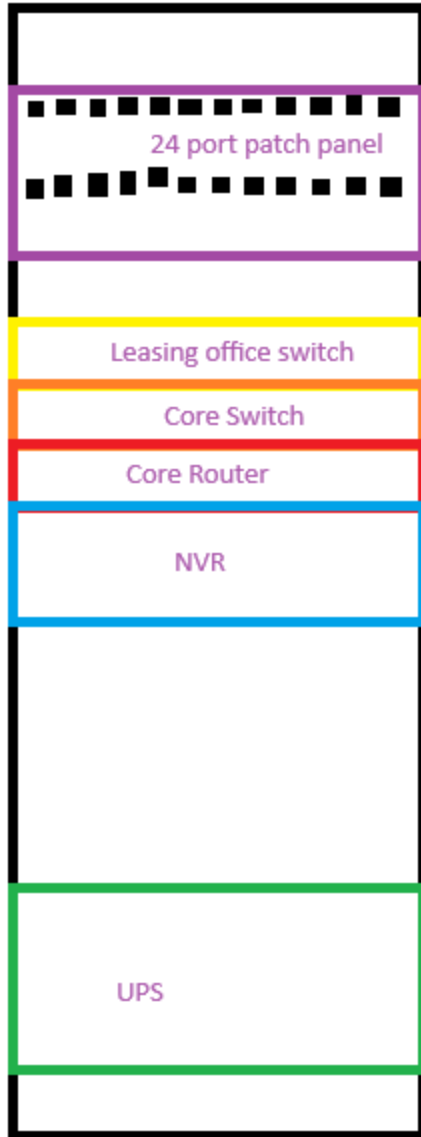 24 port patch panel
Leasing office switch
Core Switch
Core Router
NVR
UPS